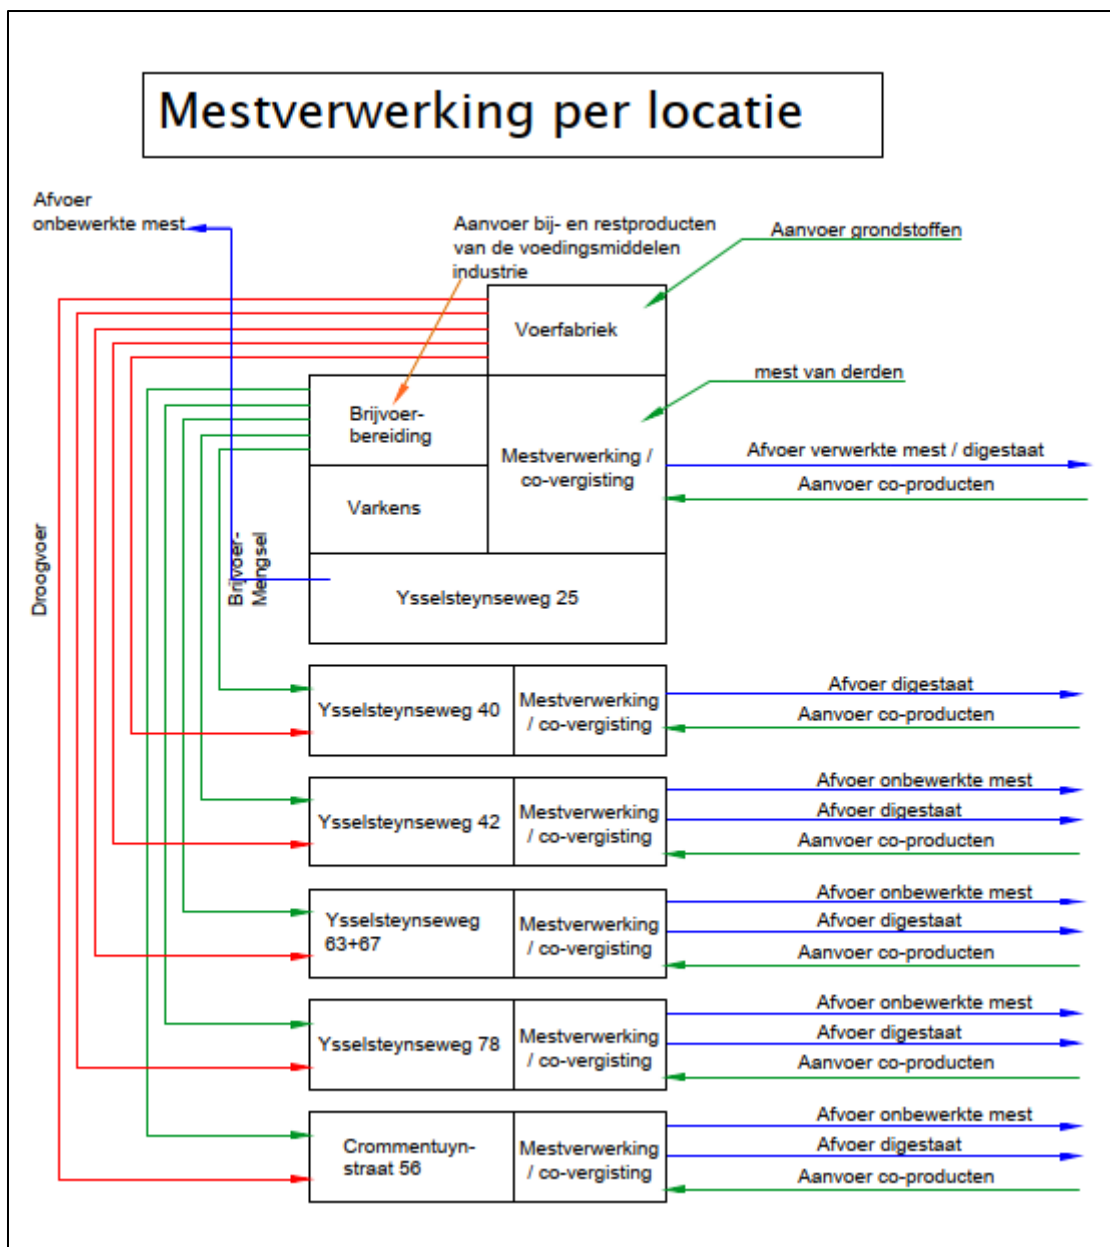 Mestverwerking per locatie
Afvoer
onbewerkte mest
Aanvoer bij- en restproducten
van de voedingsmiddelen
industrie
Aanvoer grondstoffen
Voerfabriek
mest van derden
Brijvoer-
bereiding
Mestverwerking /
co-vergisting
Afvoer verwerkte mest / digestaat
Aanvoer co-producten
Varkens
Droogvoer
Brijvoer-
Mengsel
Ysselsteynseweg 25
Ysselsteynseweg 40
Mestverwerking
/ co-vergisting
Afvoer digestaat
Aanvoer co-producten
Ysselsteynseweg 42
Mestverwerking
/ co-vergisting
Afvoer onbewerkte mest
Afvoer digestaat
Aanvoer co-producten
Ysselsteynseweg
63+67
Mestverwerking
/ co-vergisting
Afvoer onbewerkte mest
Afvoer digestaat
Aanvoer co-producten
Ysselsteynseweg 78
Mestverwerking
/ co-vergisting
Afvoer onbewerkte mest
Afvoer digestaat
Aanvoer co-producten
Crommentuyn-
straat 56
Mestverwerking
/ co-vergisting
Afvoer onbewerkte mest
Afvoer digestaat
Aanvoer co-producten